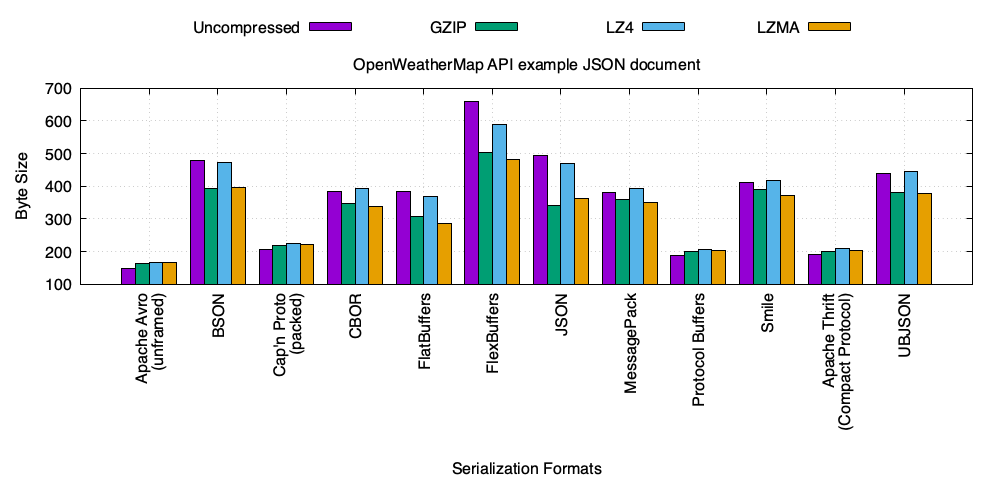 Uncompressed GZIP LZ4 LZMA
OpenWeatherMap API example JSON document
Byte Size
700
600
500
400
300
200
100
Apache Avro
(unframed)
BSON
Cap'n Proto
(packed)
CBOR
FlatBuffers
FlexBuffers
JSON
MessagePack
Protocol Buffers
Smile
Apache Thrift
(Compact Protocol)
UBJSON
Serialization Formats